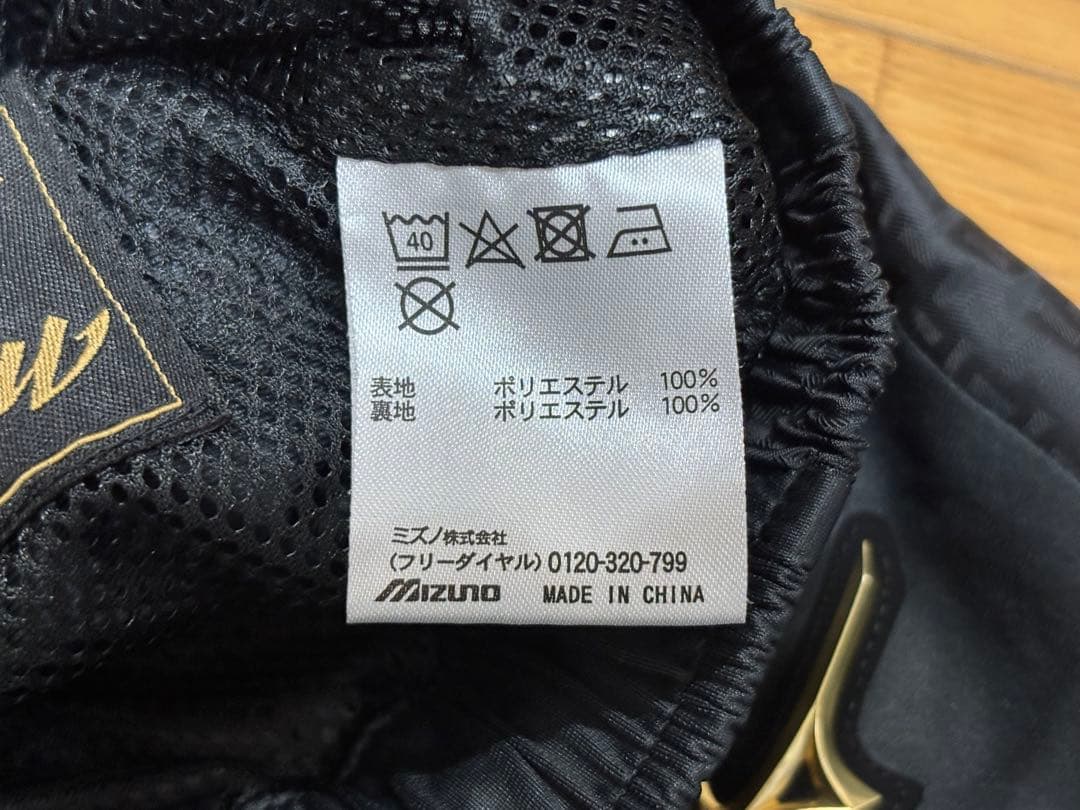 40
表地 ポリエステル 100%
裏地 ポリエステル 100%
ミズノ株式会社
(フリーダイヤル) 0120-320-799
MIZUNO MADE IN CHINA